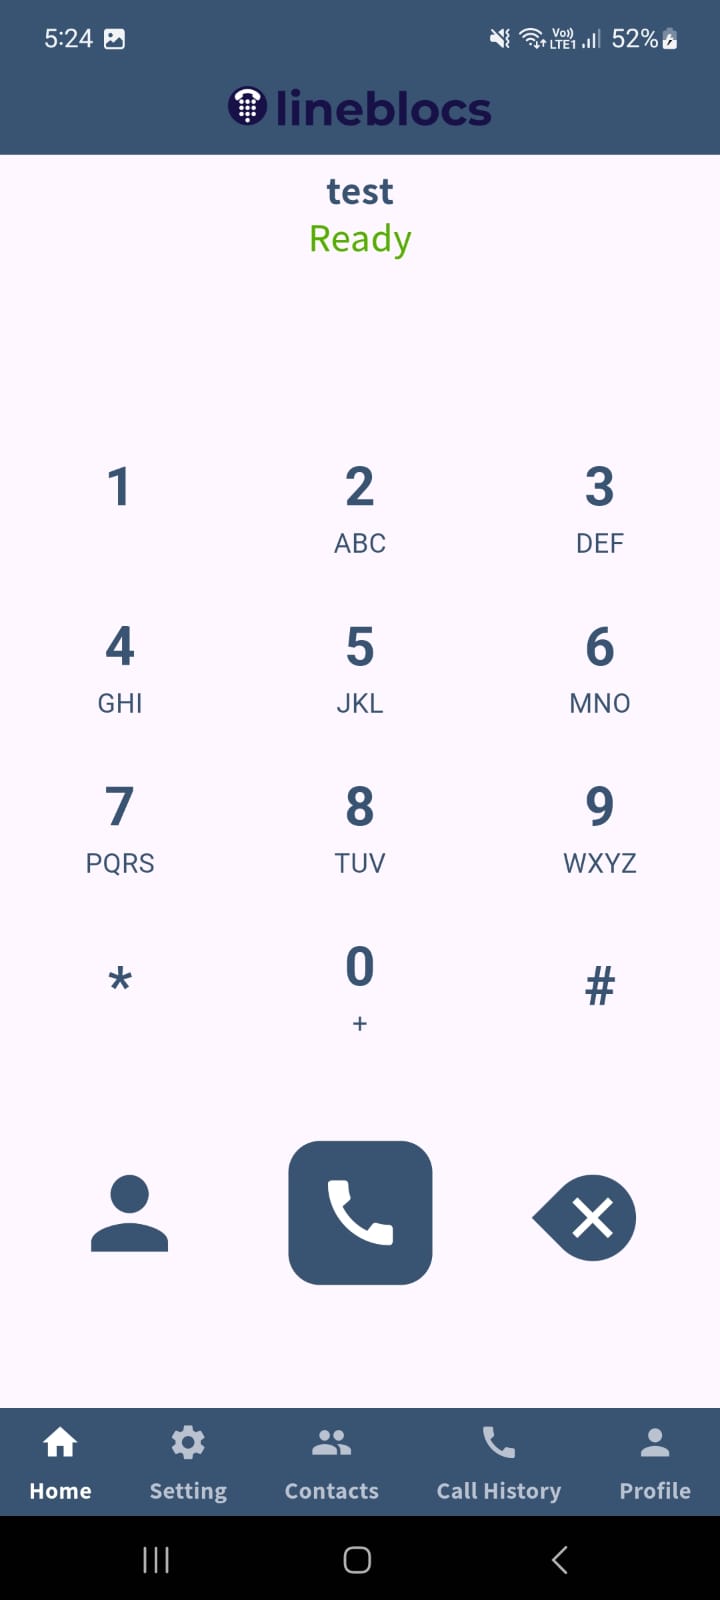 5:24 Vo)) LTE1 52%
lineblocs
test
Ready
1 2 3
ABC DEF
4 5 6
GHI JKL MNO
7 8 9
PQRS TUV WXYZ
* 0 #
+
Home Setting Contacts Call History Profile